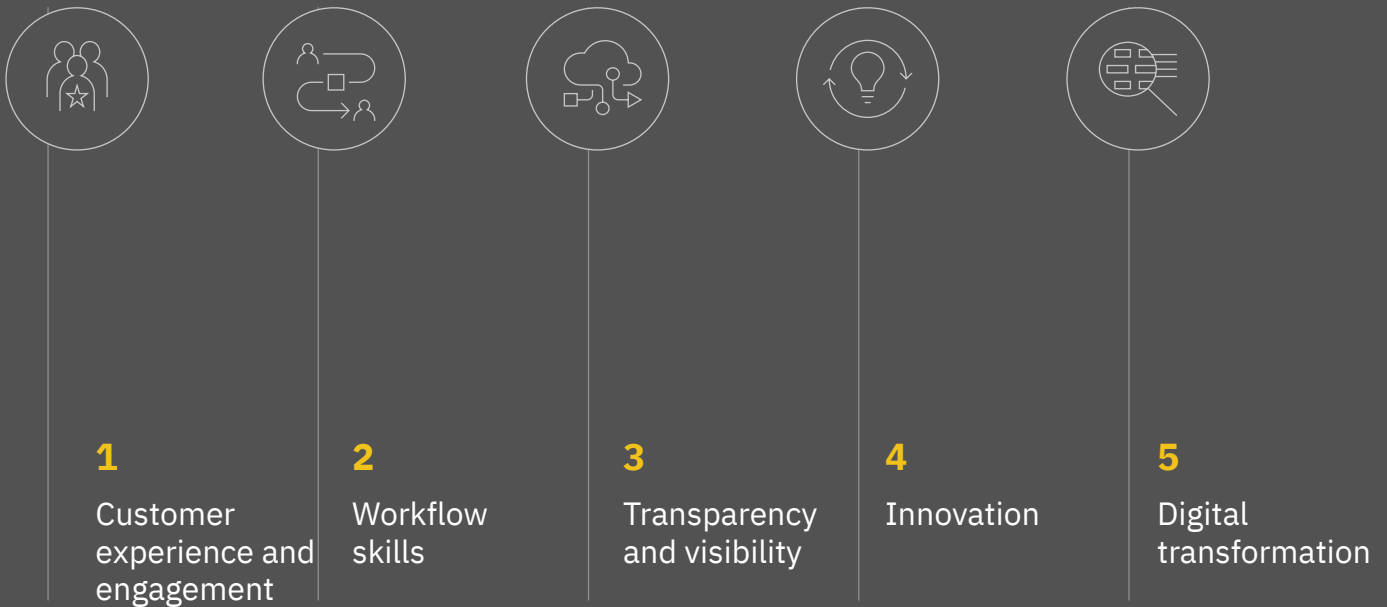 1
Customer
experience and
engagement
2
Workflow
skills
3
Transparency
and visibility
4
Innovation
5
Digital
transformation